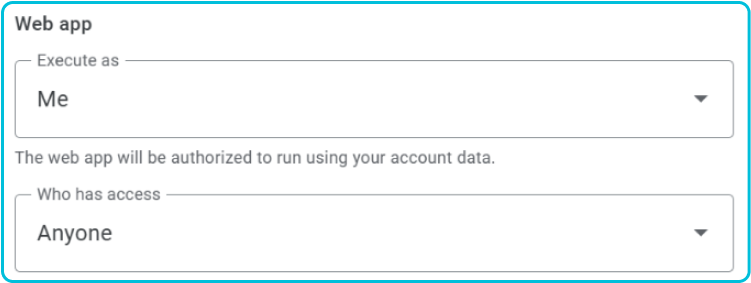 Web app
Execute as
Me
The web app will be authorized to run using your account data.
Who has access
Anyone